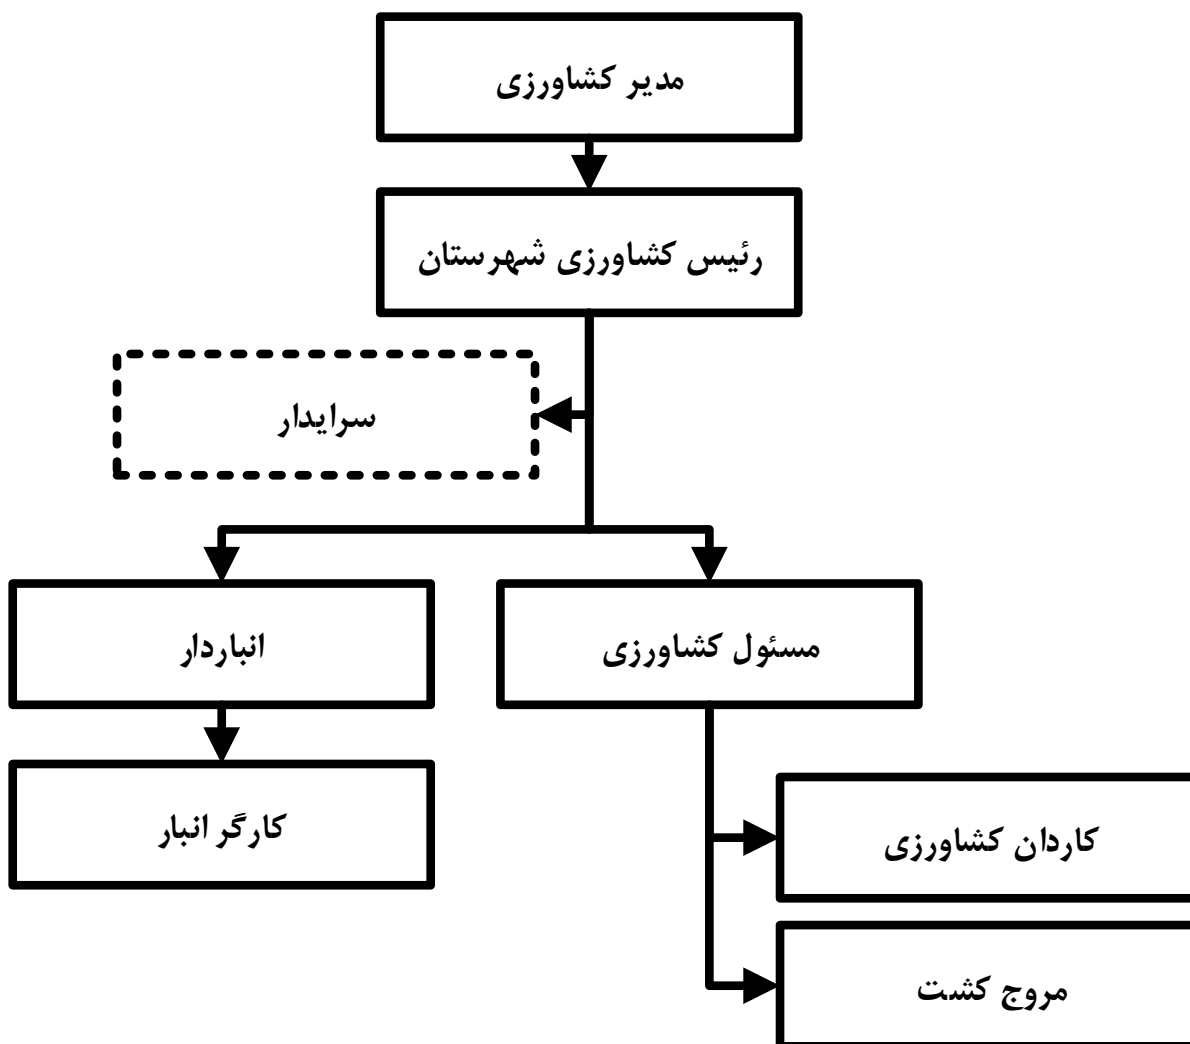 مدیر کشاورزی
رئیس کشاورزی شهرستان
سرایدار
مسئول کشاورزی
انباردار
کارگر انبار
کاردان کشاورزی
مروج کشت